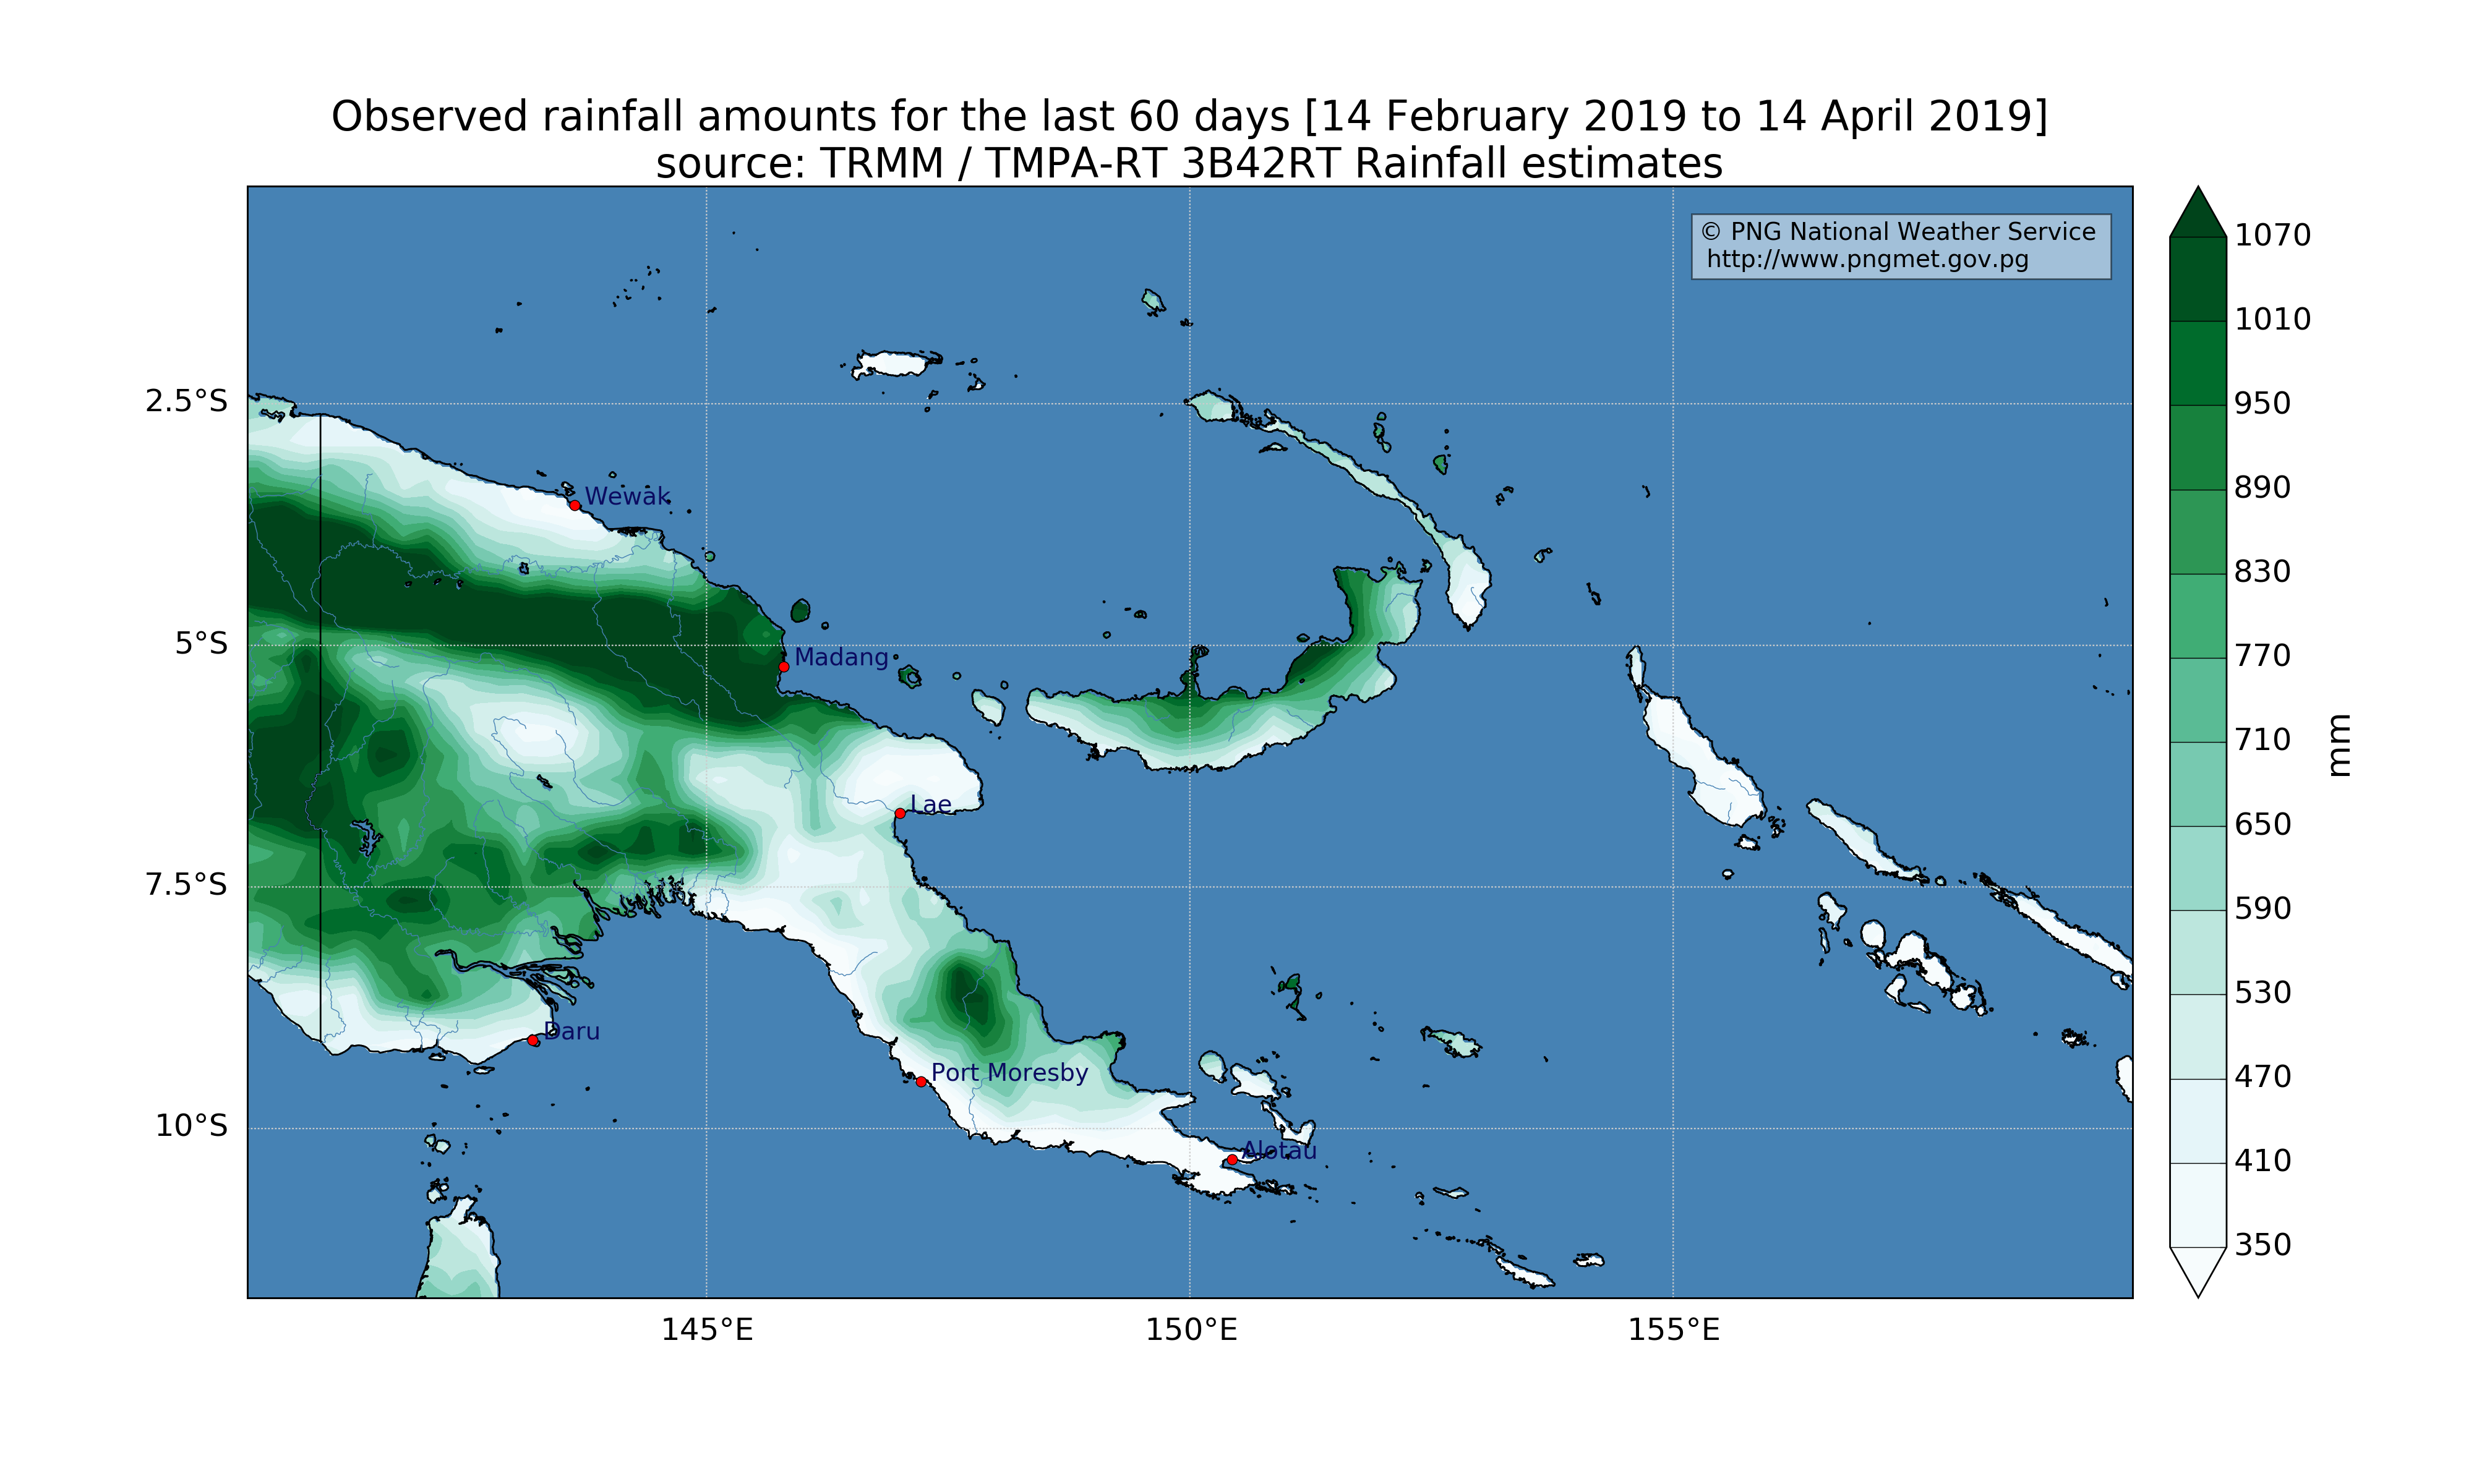 Observed rainfall amounts for the last 60 days [14 February 2019 to 14 April 2019]
source: TRMM / TMPA-RT 3B42RT Rainfall estimates
© PNG National Weather Service
http://www.pngmet.gov.pg
1070
1010
950
890
830
770
710
650
590
530
470
410
350
mm
2.5°S
5°S
7.5°S
10°S
Wewak
Madang
Lae
Daru
Port Moresby
Alotau
145°E
150°E
155°E